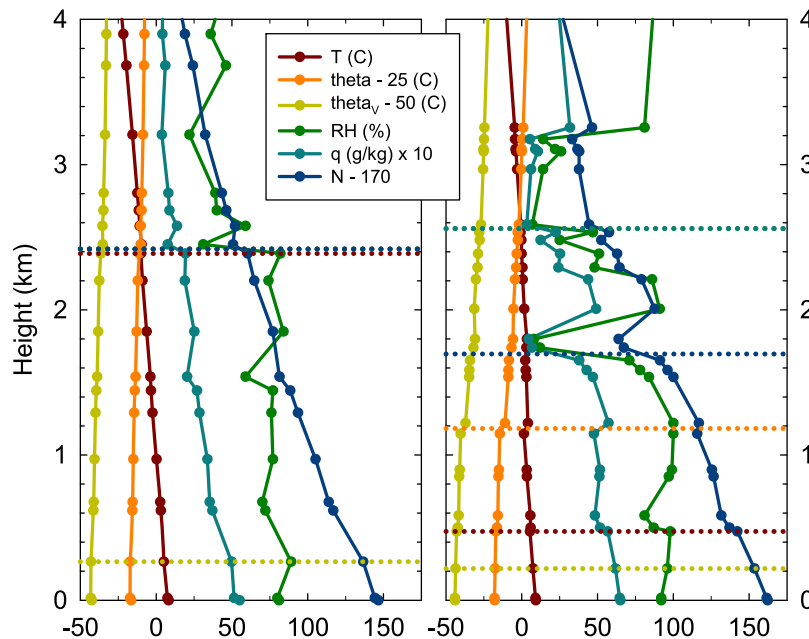 4
3
2
1
0
Height (km)
-50 0 50 100 150
T (C)
theta - 25 (C)
thetaV - 50 (C)
RH (%)
q (g/kg) x 10
N - 170
4
3
2
1
0
-50 0 50 100 150